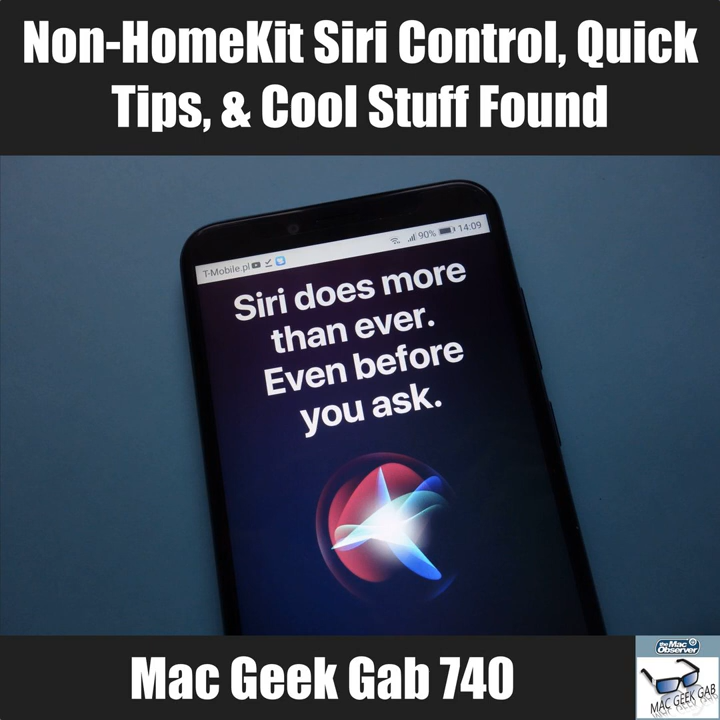 Non-HomeKit Siri Control, Quick
Tips, & Cool Stuff Found
T-Mobile.pl 90% 14:09
Siri does more
than ever.
Even before
you ask.
Mac Geek Gab 740
the Mac
Observer
MAC GEEK GAB